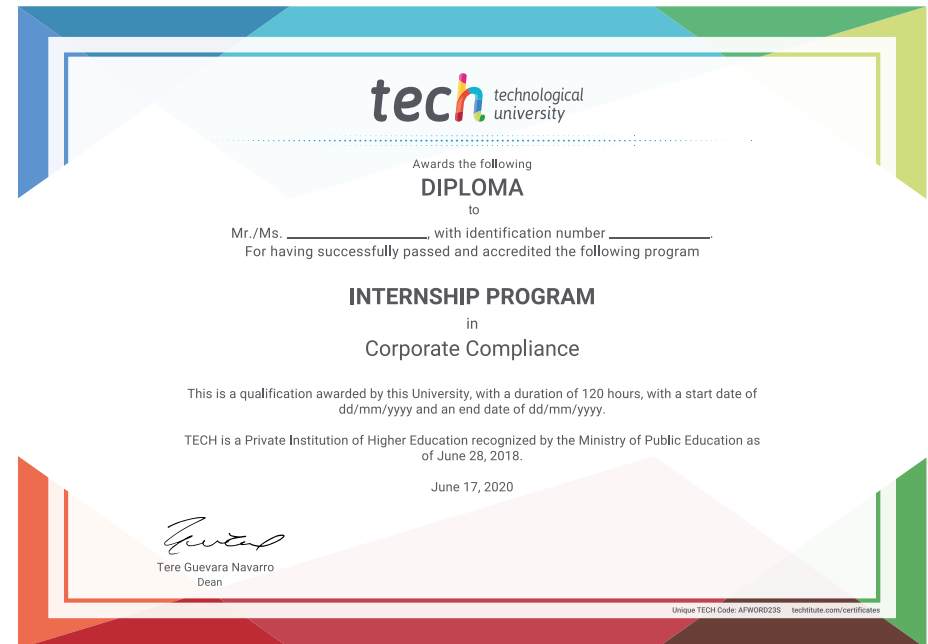 tech technological
university
Awards the following
DIPLOMA
to
Mr./Ms. ____________________, with identification number ______________.
For having successfully passed and accredited the following program
INTERNSHIP PROGRAM
in
Corporate Compliance
This is a qualification awarded by this University, with a duration of 120 hours, with a start date of
dd/mm/yyyy and an end date of dd/mm/yyyy.
TECH is a Private Institution of Higher Education recognized by the Ministry of Public Education as
of June 28, 2018.
June 17, 2020
Tere Guevara Navarro
Dean
Unique TECH Code: AFWORD23S techtitute.com/certificates